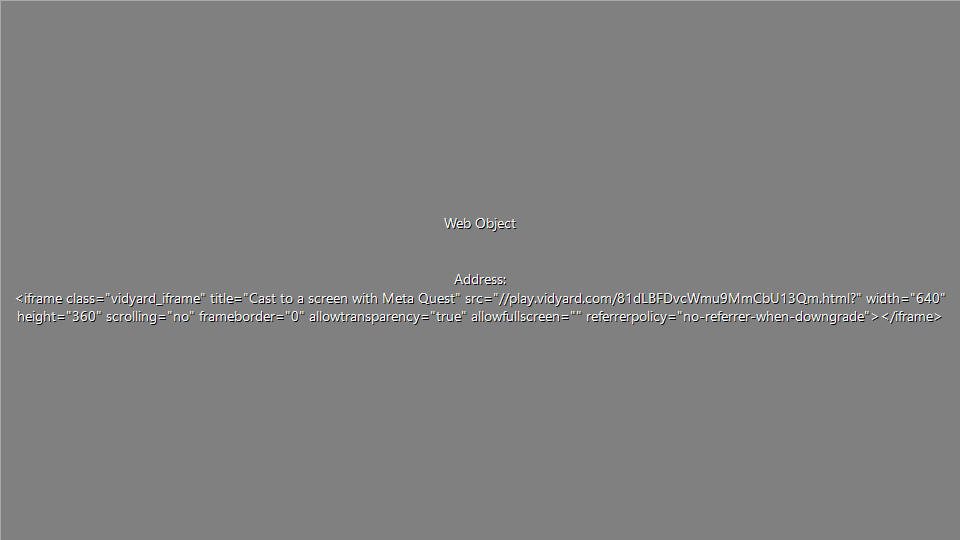 Web Object
Address:
<iframe class="vidyard_iframe" title="Cast to a screen with Meta Quest" src="//play.vidyard.com/81dLBFDvcWmu9MmCbU13Qm.html?" width="640"
height="360" scrolling="no" frameborder="0" allowtransparency="true" allowfullscreen="" referrerpolicy="no-referrer-when-downgrade"></iframe>